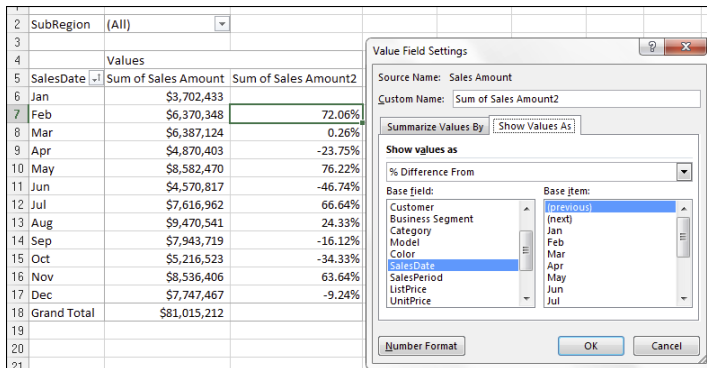 2 SubRegion (All)
3
4 Values
5 SalesDate Sum of Sales Amount Sum of Sales Amount2
6 Jan $3,702,433
7 Feb $6,370,348 72.06%
8 Mar $6,387,124 0.26%
9 Apr $4,870,403 -23.75%
10 May $8,582,470 76.22%
11 Jun $4,570,817 -46.74%
12 Jul $7,616,962 66.64%
13 Aug $9,470,541 24.33%
14 Sep $7,943,719 -16.12%
15 Oct $5,216,523 -34.33%
16 Nov $8,536,406 63.64%
17 Dec $7,747,467 -9.24%
18 Grand Total $81,015,212
19
20
21
Value Field Settings
Source Name: Sales Amount
Custom Name: Sum of Sales Amount2
Summarize Values By Show Values As
Show values as
% Difference From
Base field: Base item:
Customer (previous)
Business Segment (next)
Category Jan
Model Feb
Color Mar
SalesDate Apr
SalesPeriod May
ListPrice Jun
UnitPrice Jul
Number Format OK Cancel